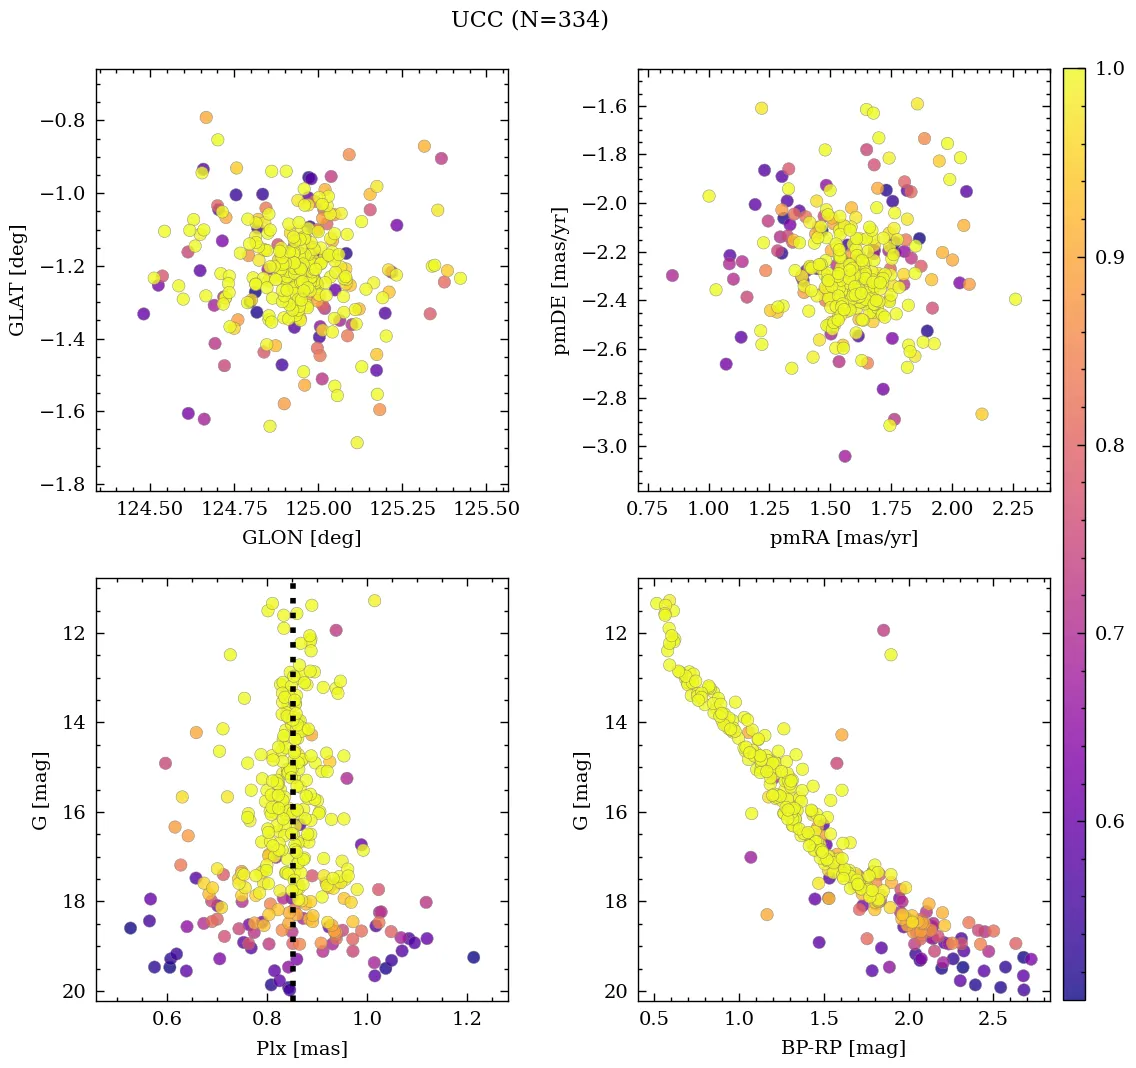 UCC (N=334)
−0.8
−1.0
−1.2
−1.4
−1.6
−1.8
GLAT [deg]
124.50 124.75 125.00 125.25 125.50
GLON [deg]
−1.6
−1.8
−2.0
−2.2
−2.4
−2.6
−2.8
−3.0
pmDE [mas/yr]
0.75 1.00 1.25 1.50 1.75 2.00 2.25
pmRA [mas/yr]
1.0
0.9
0.8
0.7
0.6
12
14
16
18
20
G [mag]
0.6 0.8 1.0 1.2
Plx [mas]
12
14
16
18
20
G [mag]
0.5 1.0 1.5 2.0 2.5
BP-RP [mag]